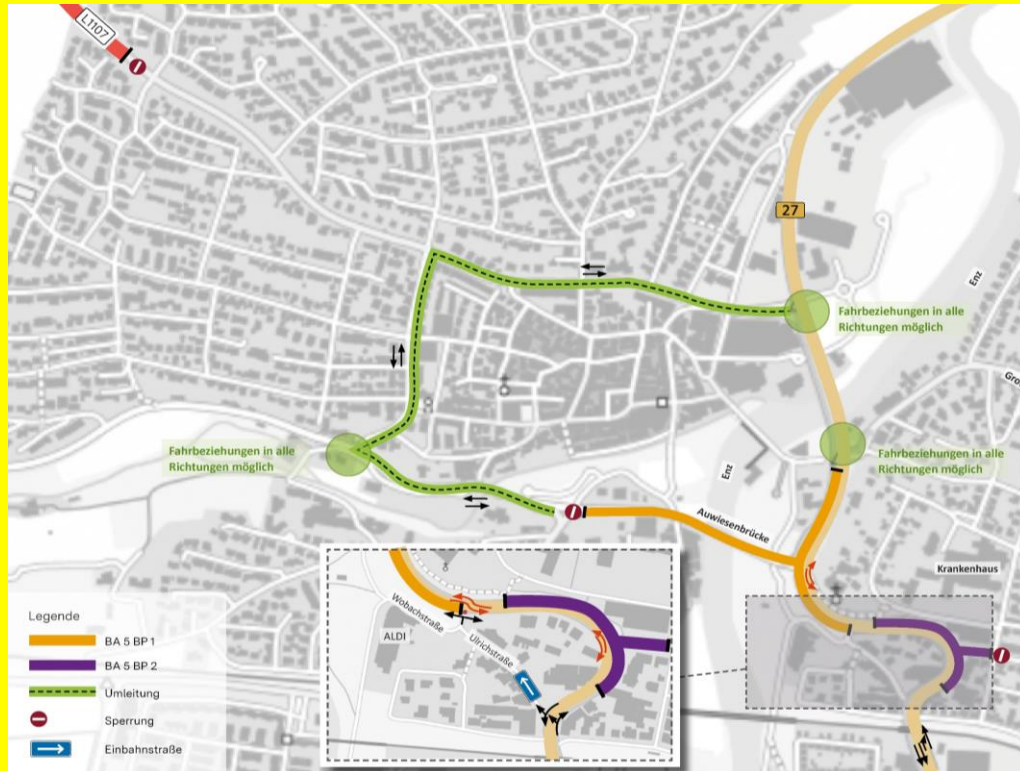 L1107
27
Enz
Fahrbeziehungen in alle
Richtungen möglich
Fahrbeziehungen in alle
Richtungen möglich
Fahrbeziehungen in alle
Richtungen möglich
Enz
Auwiesenbrücke
Krankenhaus
Wobachstraße
ALDI
Ulrichstraße
Legende
BA 5 BP 1
BA 5 BP 2
Umleitung
Sperrung
Einbahnstraße